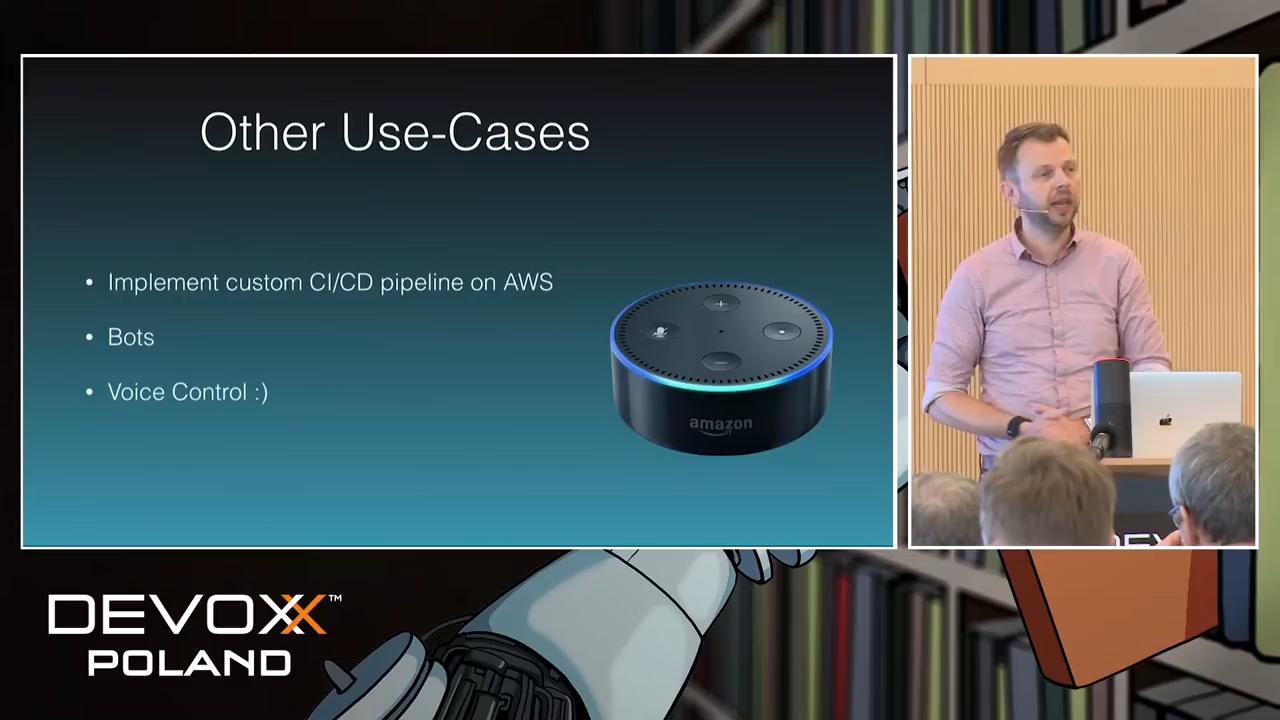 Other Use-Cases
• Implement custom CI/CD pipeline on AWS
• Bots
• Voice Control :)
amazon
DEVOXX™
POLAND